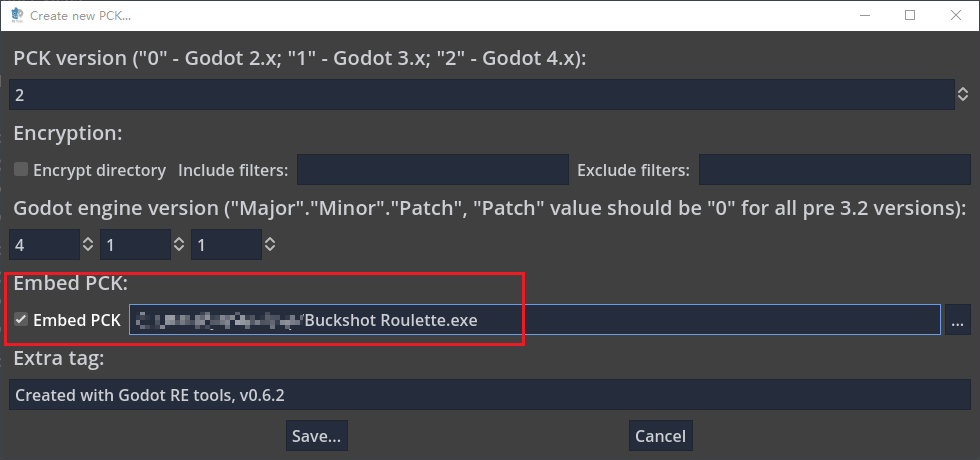 Create new PCK...
PCK version ("0" - Godot 2.x; "1" - Godot 3.x; "2" - Godot 4.x):
2
Encryption:
Encrypt directory Include filters: Exclude filters:
Godot engine version ("Major"."Minor"."Patch", "Patch" value should be "0" for all pre 3.2 versions):
4 1 1
Embed PCK:
Embed PCK /Buckshot Roulette.exe ...
Extra tag:
Created with Godot RE tools, v0.6.2
Save... Cancel